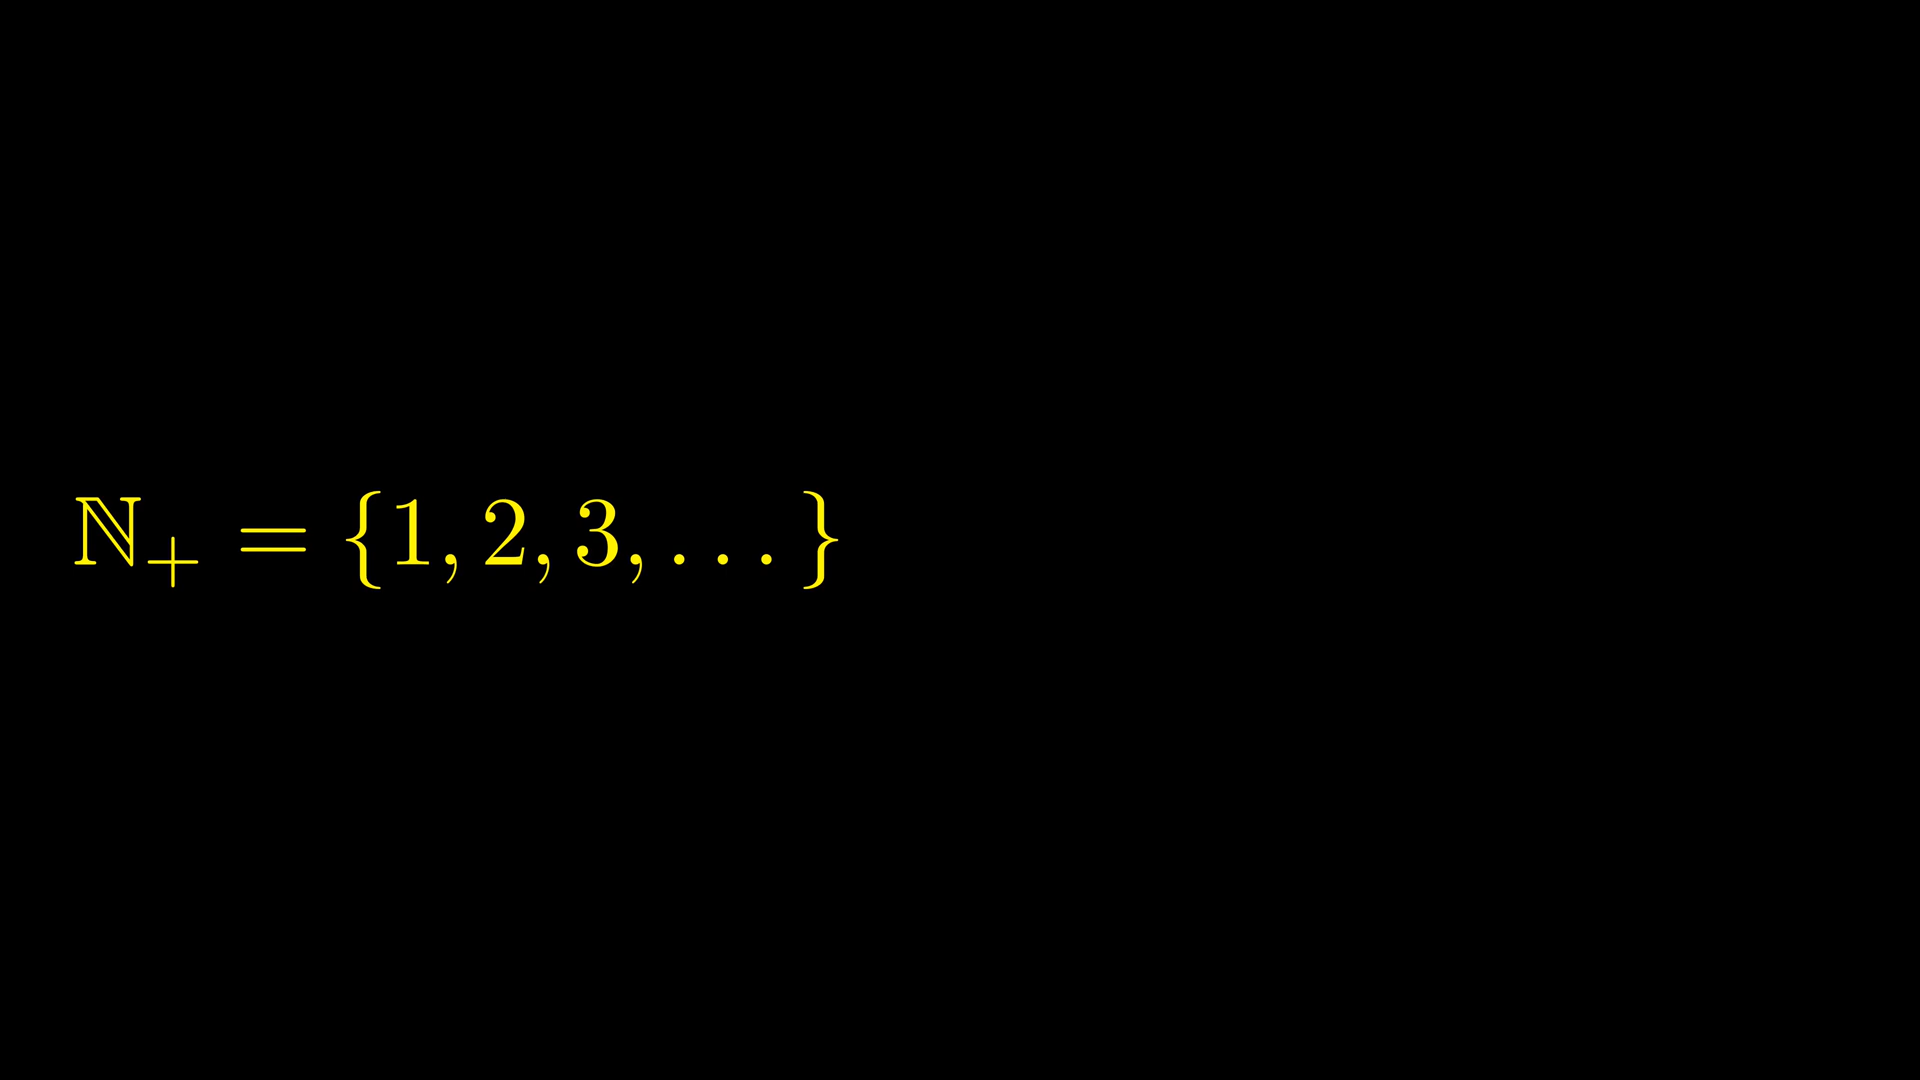 ℕ₊ = {1, 2, 3, . . . }